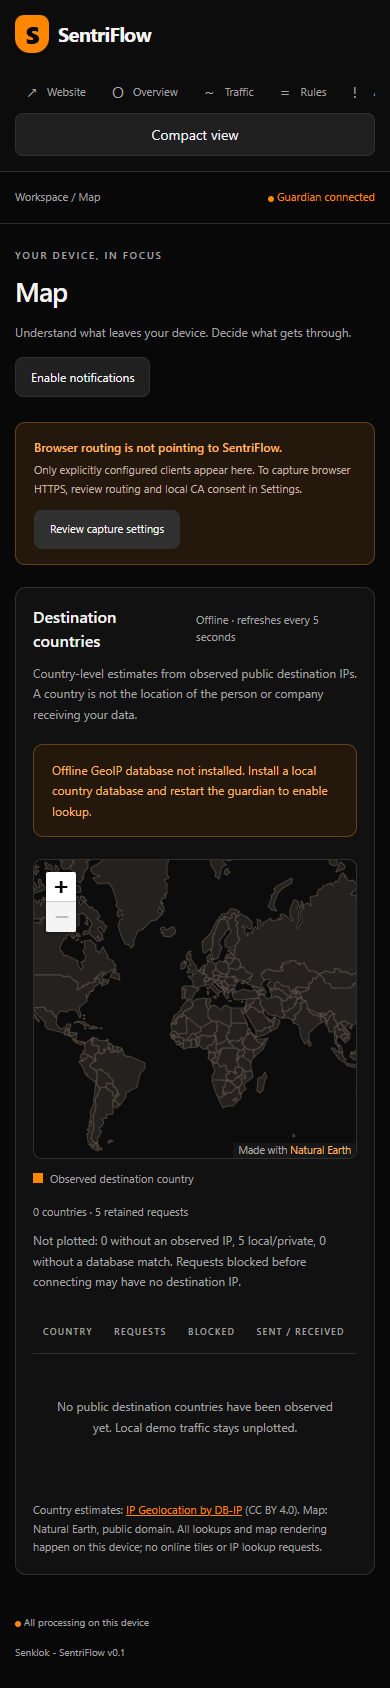 S SentriFlow
↗ Website O Overview ~ Traffic = Rules !
Compact view
Workspace / Map
● Guardian connected
YOUR DEVICE, IN FOCUS
Map
Understand what leaves your device. Decide what gets through.
Enable notifications
Browser routing is not pointing to SentriFlow.
Only explicitly configured clients appear here. To capture browser
HTTPS, review routing and local CA consent in Settings.
Review capture settings
Destination
countries
Offline · refreshes every 5
seconds
Country-level estimates from observed public destination IPs.
A country is not the location of the person or company
receiving your data.
Offline GeoIP database not installed. Install a local
country database and restart the guardian to enable
lookup.
+
−
Made with Natural Earth
Observed destination country
0 countries · 5 retained requests
Not plotted: 0 without an observed IP, 5 local/private, 0
without a database match. Requests blocked before
connecting may have no destination IP.
COUNTRY REQUESTS BLOCKED SENT / RECEIVED
No public destination countries have been observed
yet. Local demo traffic stays unplotted.
Country estimates: IP Geolocation by DB-IP (CC BY 4.0). Map:
Natural Earth, public domain. All lookups and map rendering
happen on this device; no online tiles or IP lookup requests.
● All processing on this device
Senklok - SentriFlow v0.1